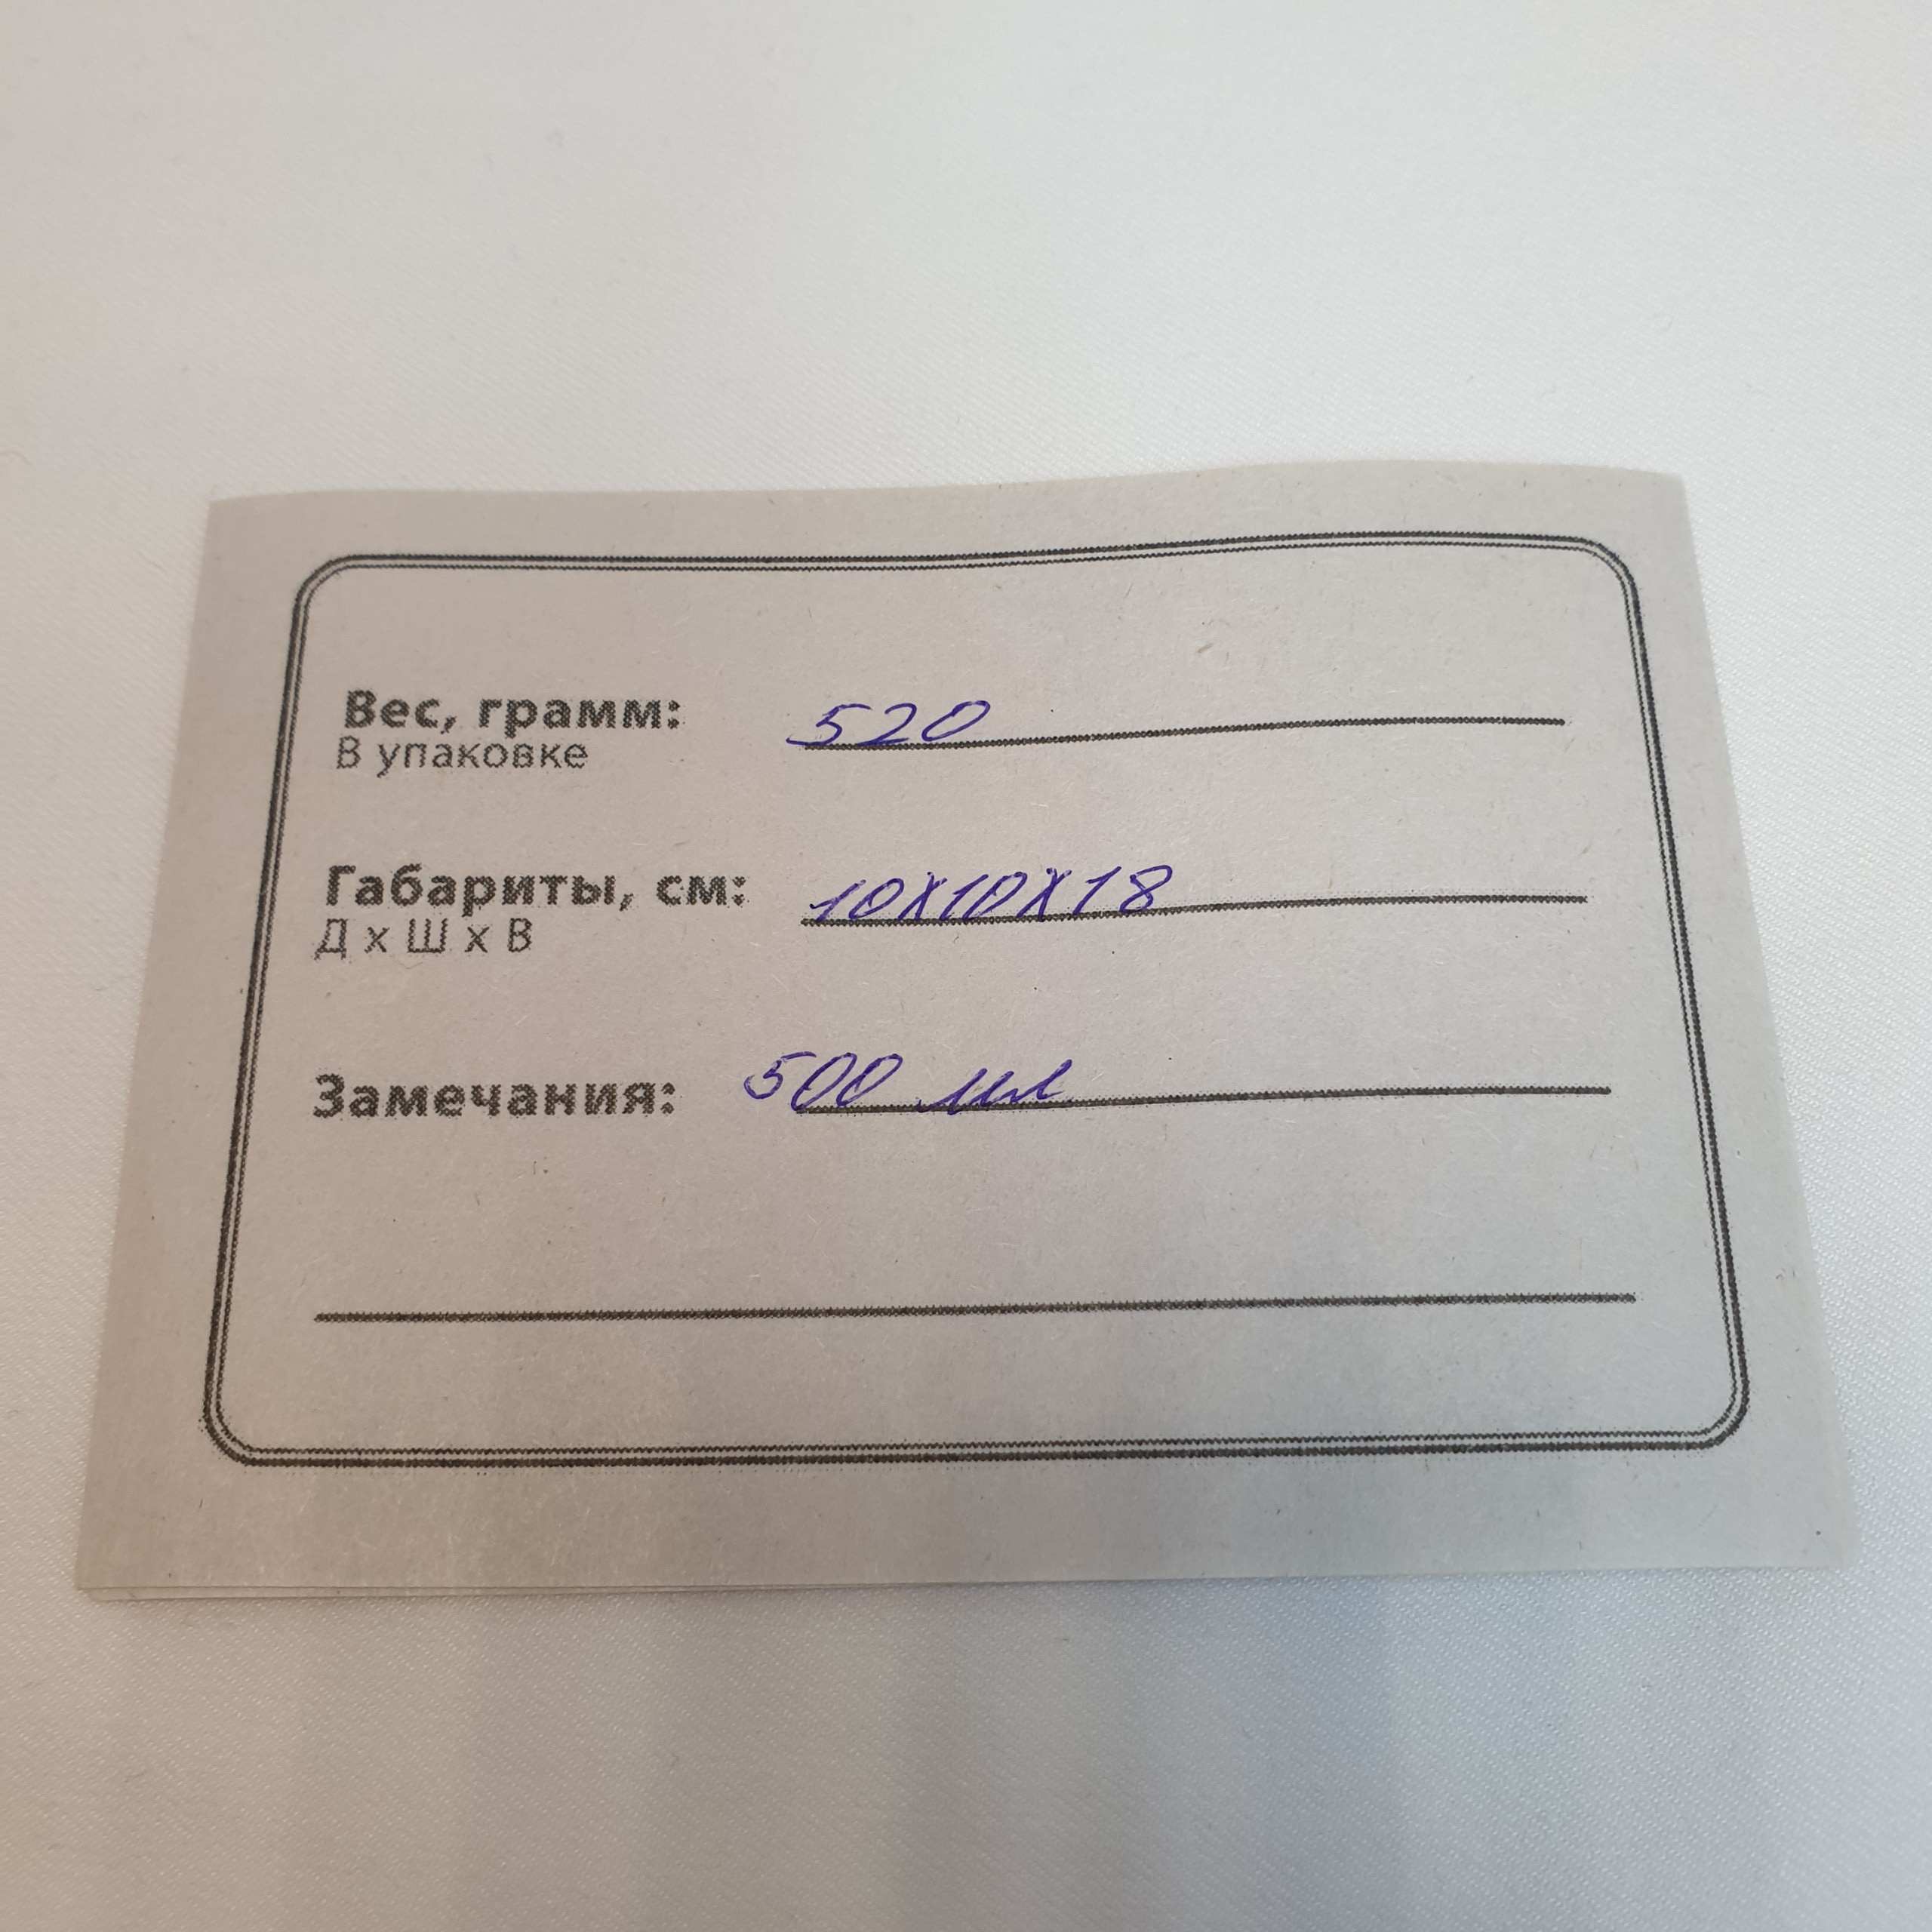 Вес, грамм: 520
В упаковке
Габариты, см: 10х10х18
Д х Ш х В
Замечания: 500 мл